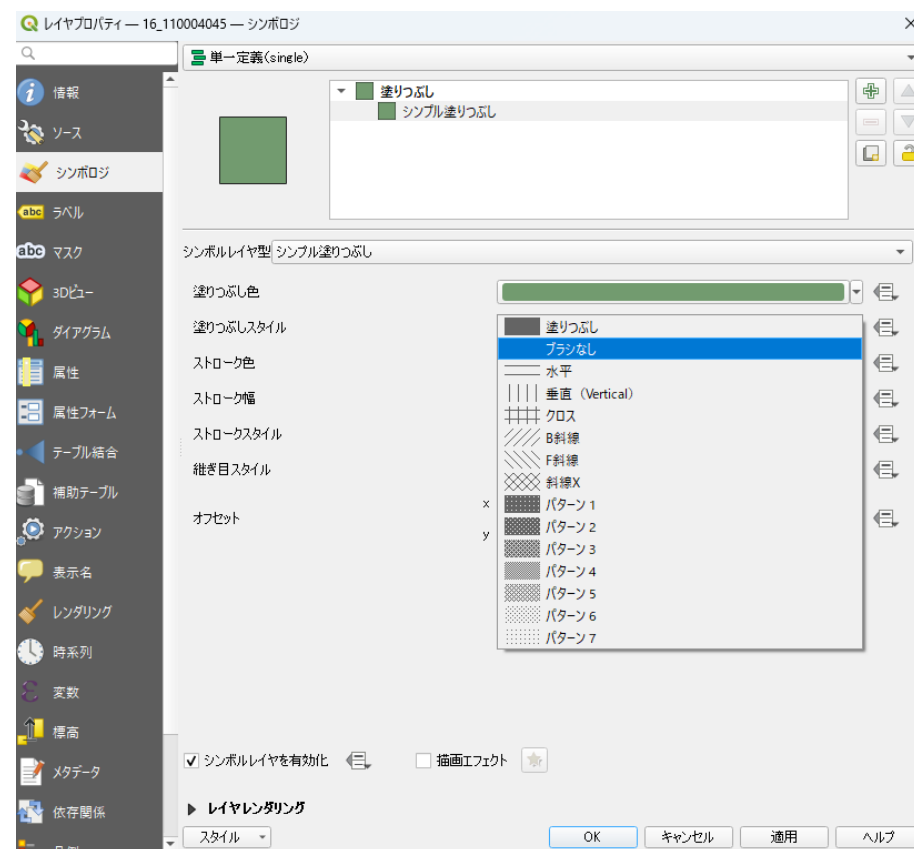 レイヤプロパティ — 16_110004045 — シンボロジ
単一定義(single)
情報
ソース
シンボロジ
abc ラベル
abc マスク
3Dビュー
ダイアグラム
属性
属性フォーム
テーブル結合
補助テーブル
アクション
表示名
レンダリング
時系列
変数
標高
メタデータ
依存関係
塗りつぶし
シンプル塗りつぶし
シンボルレイヤ型 シンプル塗りつぶし
塗りつぶし色
塗りつぶしスタイル
ストローク色
ストローク幅
ストロークスタイル
継ぎ目スタイル
オフセット
x
y
塗りつぶし
ブラシなし
水平
垂直（Vertical）
クロス
B斜線
F斜線
斜線X
パターン 1
パターン 2
パターン 3
パターン 4
パターン 5
パターン 6
パターン 7
シンボルレイヤを有効化 描画エフェクト
レイヤレンダリング
スタイル OK キャンセル 適用 ヘルプ